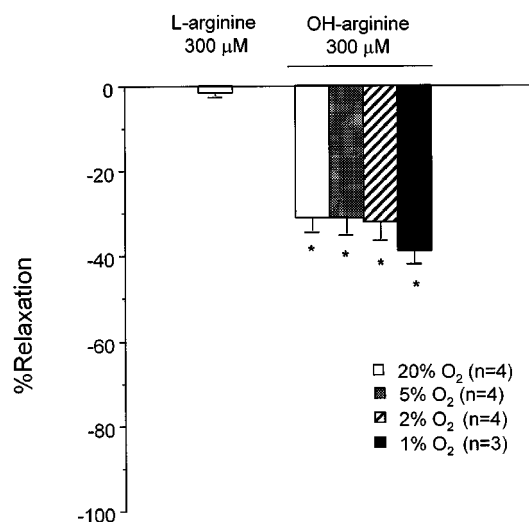 L-arginine
300 μM
OH-arginine
300 μM
0
-20
-40
-60
-80
-100
%Relaxation
*
*
*
*
20% O₂ (n=4)
5% O₂ (n=4)
2% O₂ (n=4)
1% O₂ (n=3)